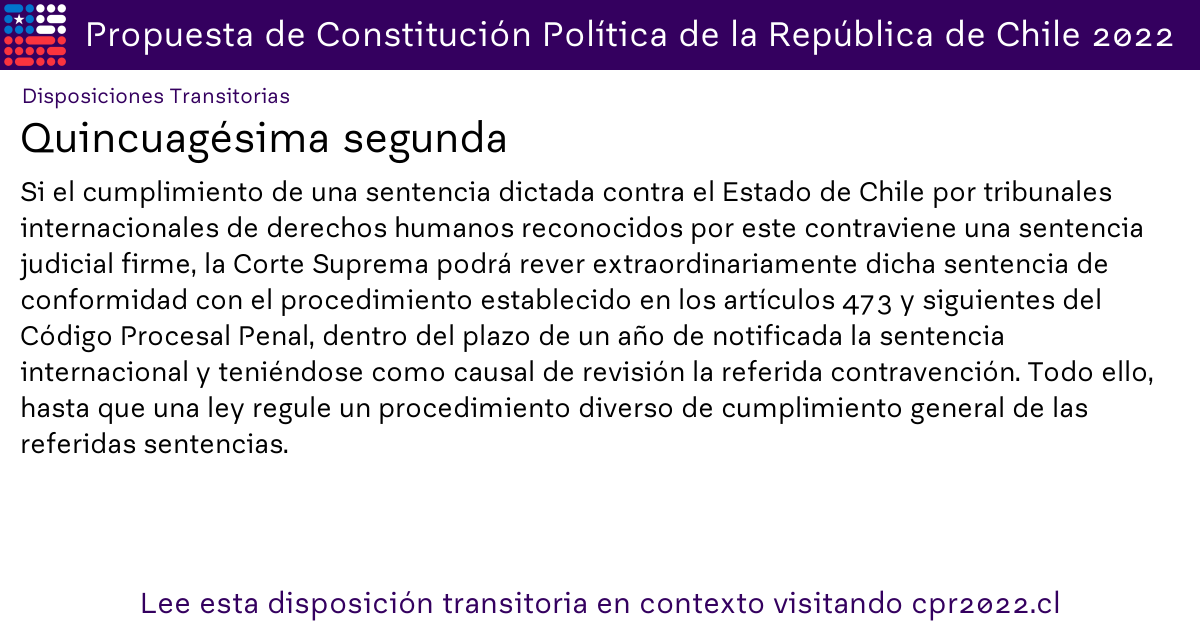 Propuesta de Constitución Política de la República de Chile 2022
Disposiciones Transitorias
Quincuagésima segunda
Si el cumplimiento de una sentencia dictada contra el Estado de Chile por tribunales
internacionales de derechos humanos reconocidos por este contraviene una sentencia
judicial firme, la Corte Suprema podrá rever extraordinariamente dicha sentencia de
conformidad con el procedimiento establecido en los artículos 473 y siguientes del
Código Procesal Penal, dentro del plazo de un año de notificada la sentencia
internacional y teniéndose como causal de revisión la referida contravención. Todo ello,
hasta que una ley regule un procedimiento diverso de cumplimiento general de las
referidas sentencias.
Lee esta disposición transitoria en contexto visitando cpr2022.cl